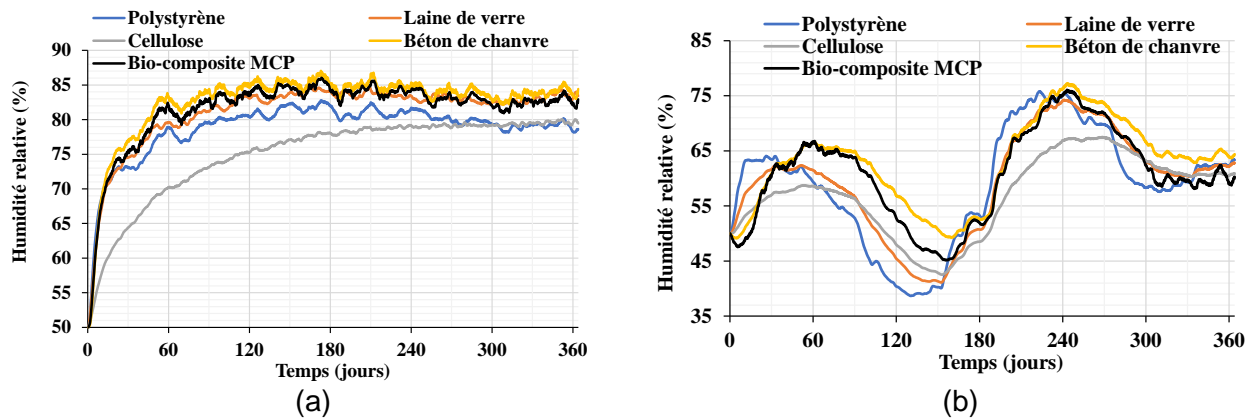 Polystyrène Laine de verre
Cellulose Béton de chanvre
Bio-composite MCP
Humidité relative (%)
90
85
80
75
70
65
60
55
50
0 60 120 180 240 300 360
Temps (jours)
(a)
Polystyrène Laine de verre
Cellulose Béton de chanvre
Bio-composite MCP
Humidité relative (%)
85
75
65
55
45
35
0 60 120 180 240 300 360
Temps (jours)
(b)